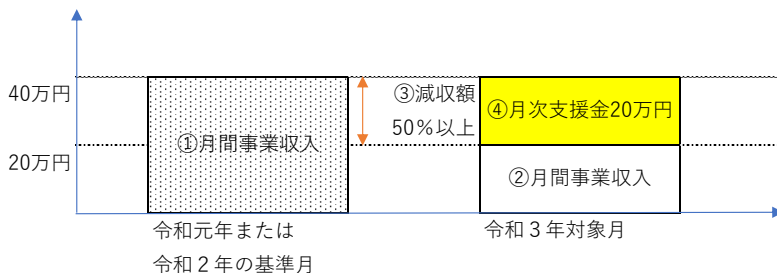 40万円
20万円
①月間事業収入
③減収額
50%以上
④月次支援金20万円
②月間事業収入
令和元年または
令和２年の基準月
令和３年対象月